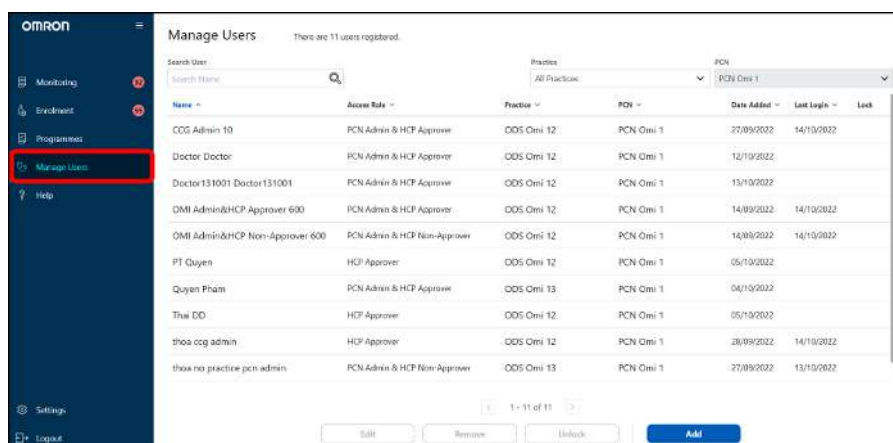 OMRON
Monitoring
Enrolment
Programmes
Manage Users
? Help
Settings
Logout
Manage Users There are 11 users registered.
Search User Practice PCN
Search Name All Practices PCN Omi 1
Name Access Role Practice PCN Date Added Last Login Lock
CCG Admin 10 PCN Admin & HCP Approver ODS Omi 12 PCN Omi 1 27/09/2022 14/10/2022
Doctor Doctor PCN Admin & HCP Approver ODS Omi 12 PCN Omi 1 12/10/2022
Doctor131001 Doctor131001 PCN Admin & HCP Approver ODS Omi 12 PCN Omi 1 13/10/2022
OMI Admin&HCP Approver 600 PCN Admin & HCP Approver ODS Omi 12 PCN Omi 1 14/09/2022 14/10/2022
OMI Admin&HCP Non-Approver 600 PCN Admin & HCP Non-Approver ODS Omi 12 PCN Omi 1 14/09/2022 14/10/2022
PT Quyen HCP Approver ODS Omi 12 PCN Omi 1 05/10/2022
Quyen Pham PCN Admin & HCP Approver ODS Omi 13 PCN Omi 1 04/10/2022
Thai DD HCP Approver ODS Omi 12 PCN Omi 1 05/10/2022
thoa ccg admin HCP Approver ODS Omi 12 PCN Omi 1 28/09/2022 14/10/2022
thoa no practice pcn admin PCN Admin & HCP Non-Approver ODS Omi 13 PCN Omi 1 27/09/2022 13/10/2022
1 - 11 of 11
Edit Remove Unlock Add